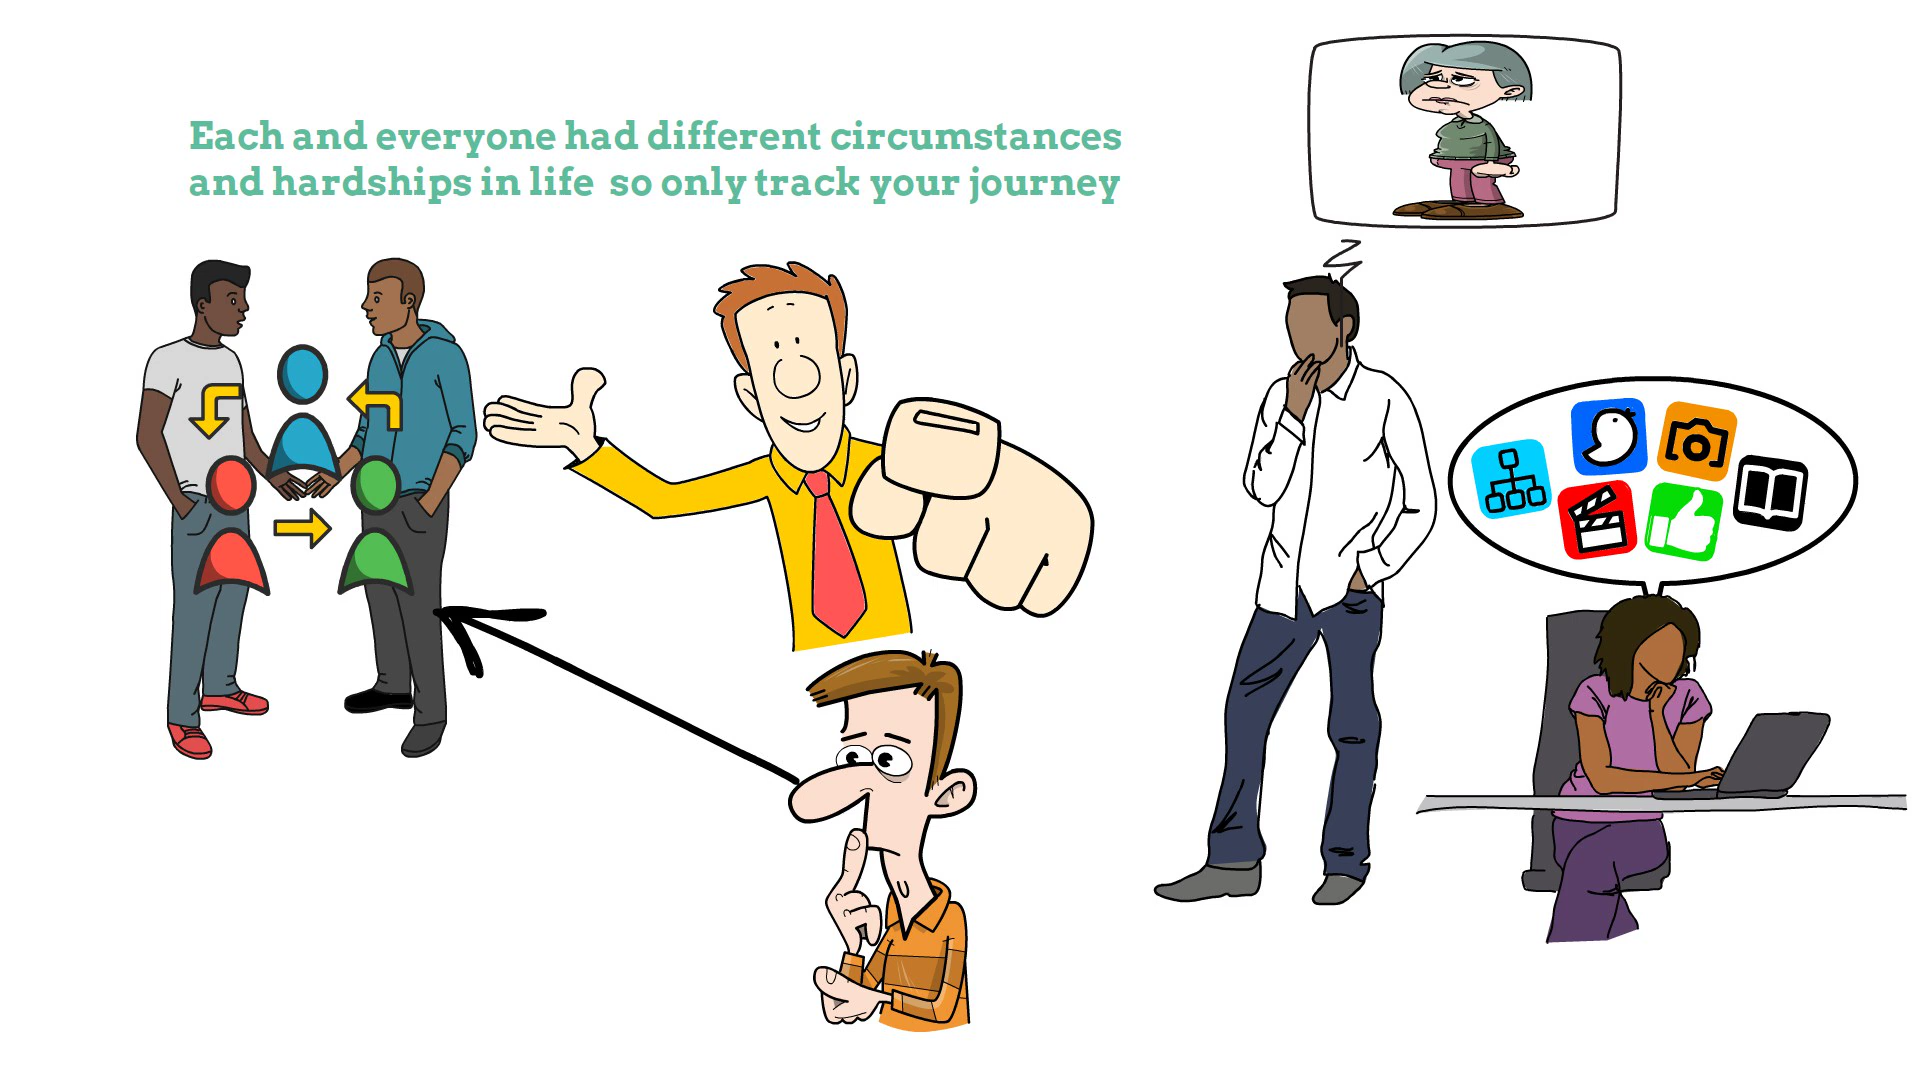 Each and everyone had different circumstances
and hardships in life so only track your journey